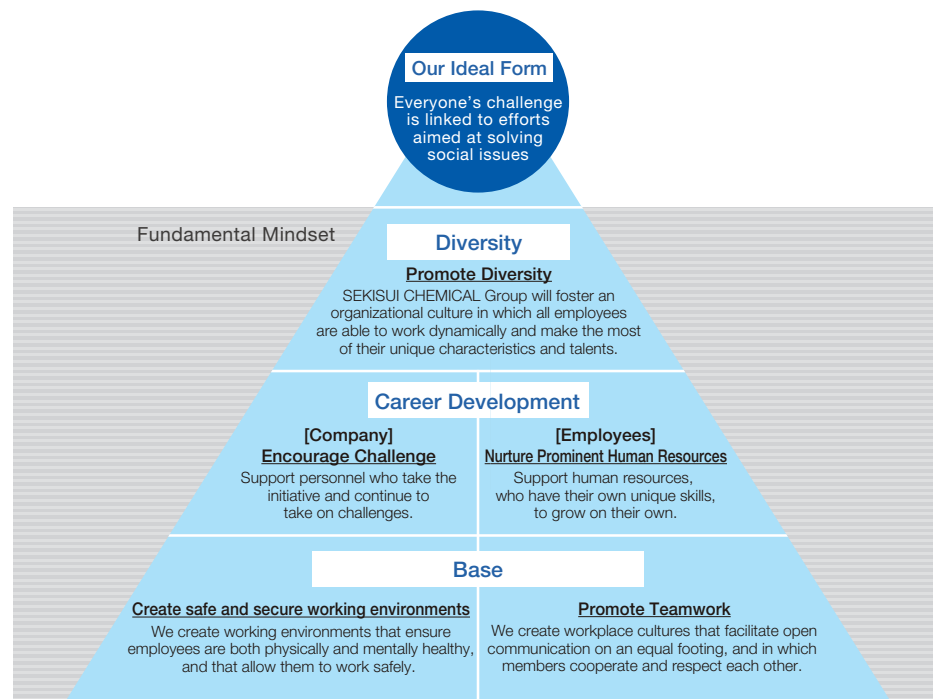 Our Ideal Form
Everyone's challenge
is linked to efforts
aimed at solving
social issues
Fundamental Mindset
Diversity
Promote Diversity
SEKISUI CHEMICAL Group will foster an
organizational culture in which all employees
are able to work dynamically and make the most
of their unique characteristics and talents.
Career Development
[Company]
Encourage Challenge
Support personnel who take the
initiative and continue to
take on challenges.
[Employees]
Nurture Prominent Human Resources
Support human resources,
who have their own unique skills,
to grow on their own.
Base
Create safe and secure working environments
We create working environments that ensure
employees are both physically and mentally healthy,
and that allow them to work safely.
Promote Teamwork
We create workplace cultures that facilitate open
communication on an equal footing, and in which
members cooperate and respect each other.